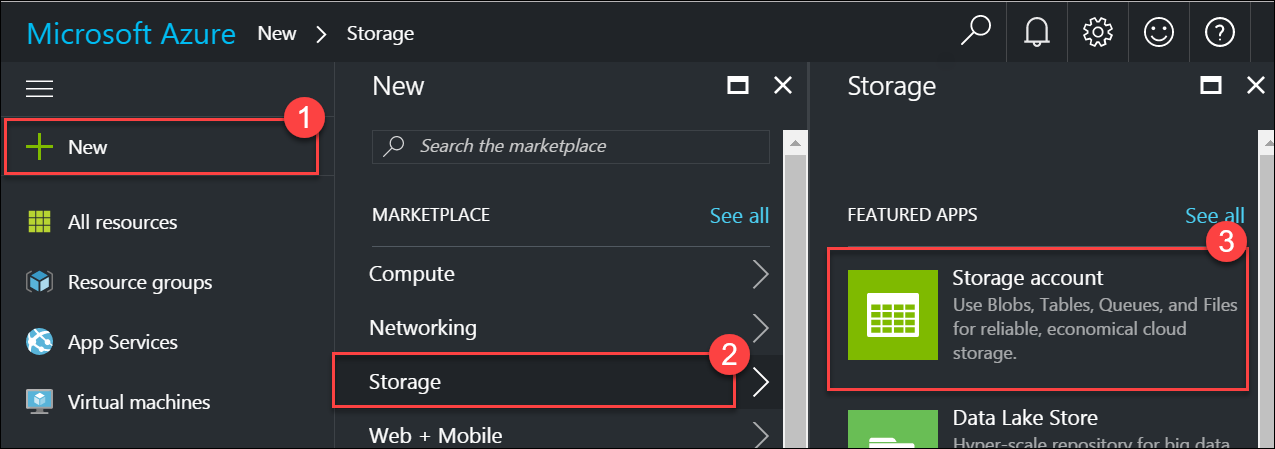 Microsoft Azure New > Storage
New
Storage
1
New
Search the marketplace
MARKETPLACE See all
FEATURED APPS See all
All resources
Resource groups
App Services
Virtual machines
Compute
Networking
2
Storage
Web + Mobile
3
Storage account
Use Blobs, Tables, Queues, and Files
for reliable, economical cloud
storage.
Data Lake Store
Hyper-scale repository for big data